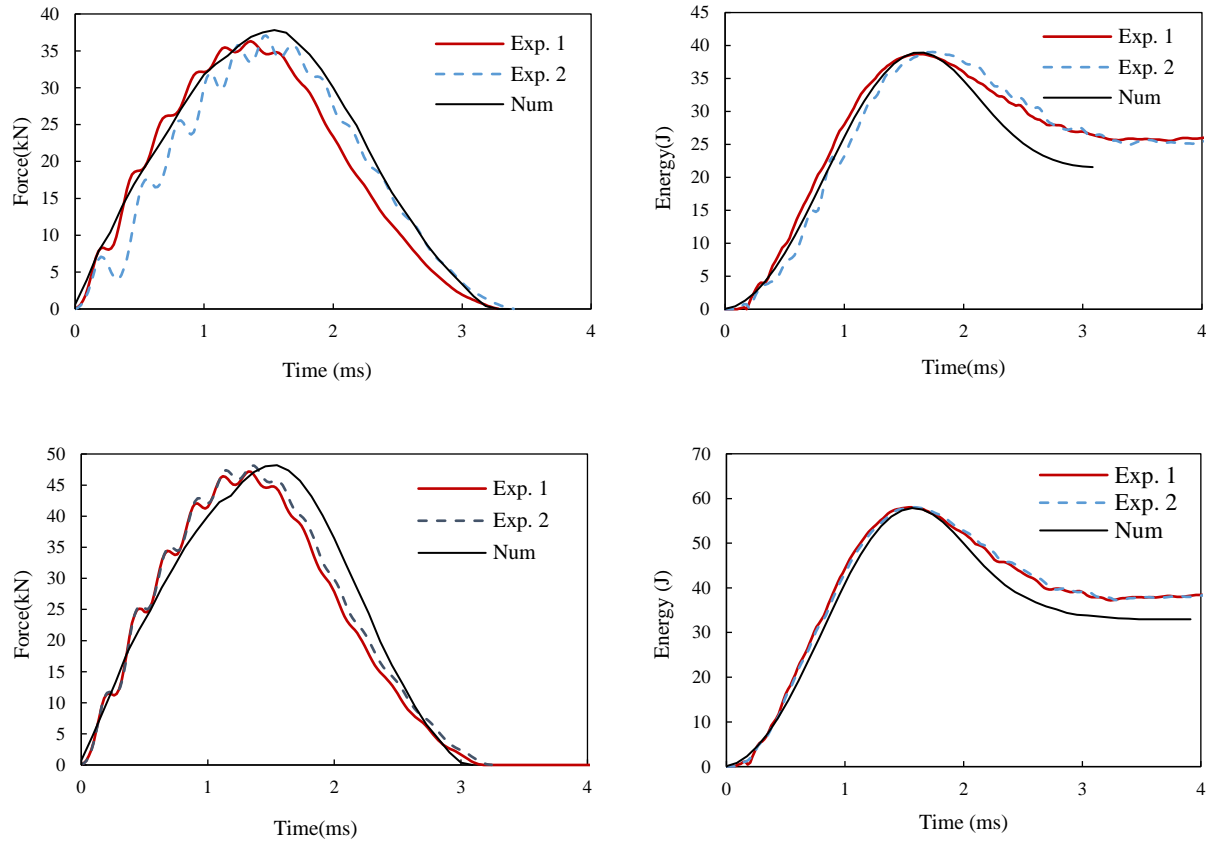 40
35
30
25
20
15
10
5
0
Force(kN)
Exp. 1
Exp. 2
Num
0 1 2 3 4
Time (ms)
45
40
35
30
25
20
15
10
5
0
Energy(J)
Exp. 1
Exp. 2
Num
0 1 2 3 4
Time(ms)
50
45
40
35
30
25
20
15
10
5
0
Force(kN)
Exp. 1
Exp. 2
Num
0 1 2 3 4
Time(ms)
70
60
50
40
30
20
10
0
Energy (J)
Exp. 1
Exp. 2
Num
0 1 2 3 4
Time (ms)